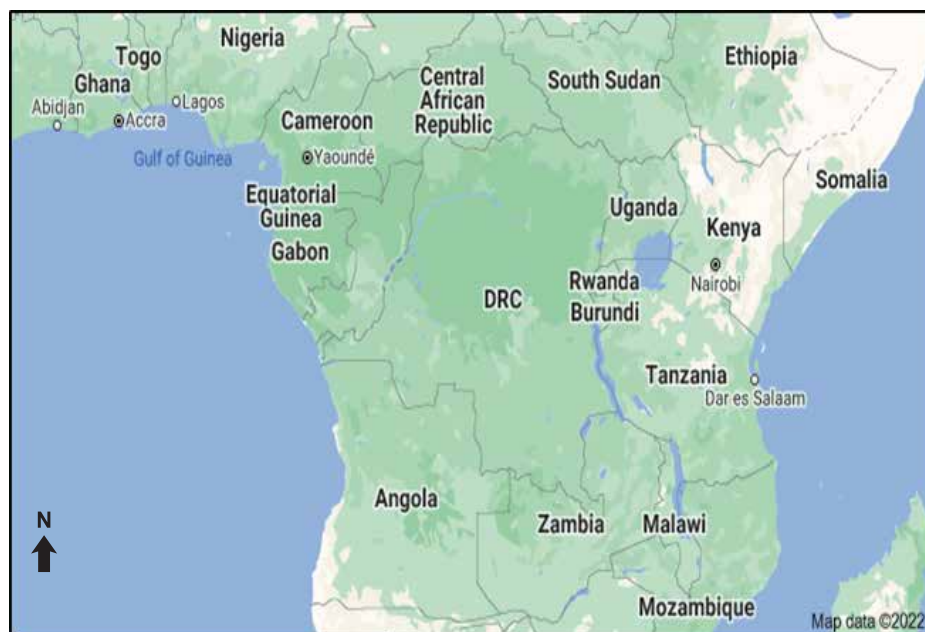 Nigeria
Togo
Ghana
Abidjan
Accra
Lagos
Gulf of Guinea
Cameroon
Yaoundé
Central
African
Republic
South Sudan
Ethiopia
Somalia
Equatorial
Guinea
Gabon
Uganda
Kenya
Nairobi
DRC
Rwanda
Burundi
Tanzania
Dar es Salaam
Angola
Zambia
Malawi
Mozambique
N
Map data ©2022